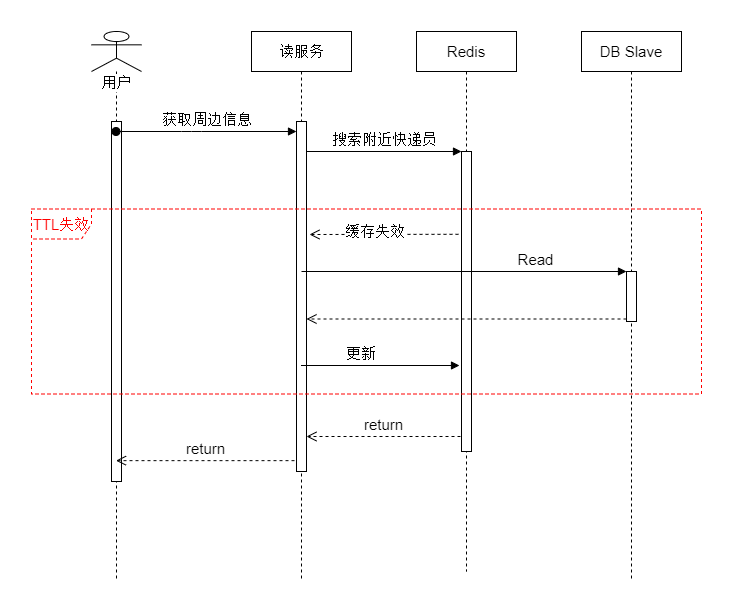 用户
读服务
Redis
DB Slave
获取周边信息
搜索附近快递员
TTL失效
缓存失效
Read
更新
return
return